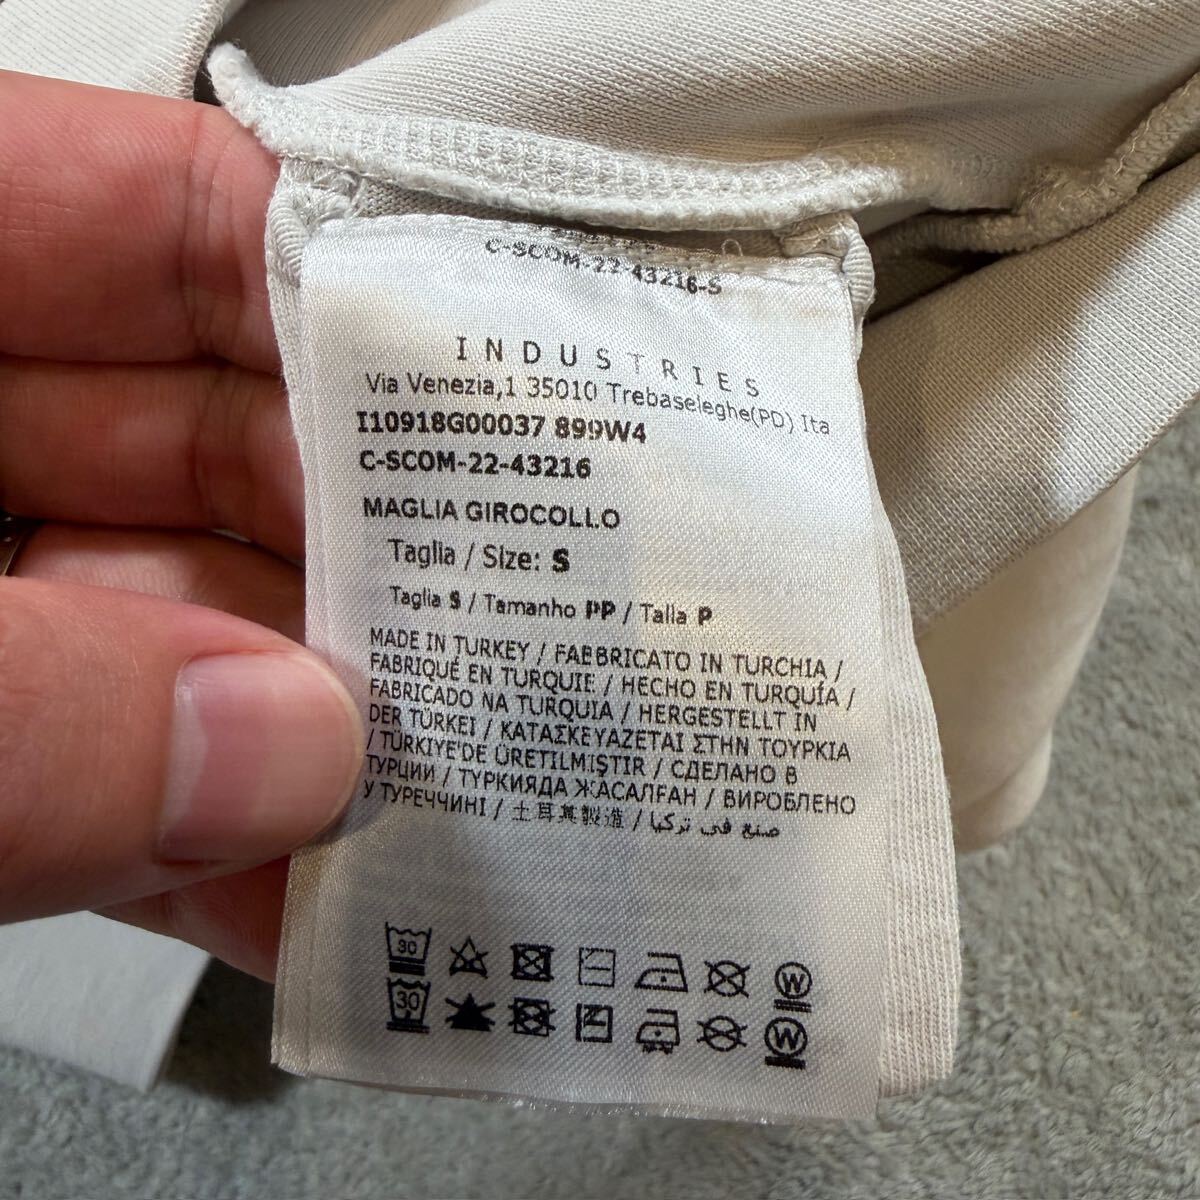 C-SCOM-22-43216-S
INDUSTRIES
Via Venezia,1 35010 Trebaseleghe(PD) Ita
I10918G00037 899W4
C-SCOM-22-43216
MAGLIA GIROCOLLO
Taglia / Size: S
Taglia S / Tamanho PP / Talla P
MADE IN TURKEY / FABBRICATO IN TURCHIA /
FABRIQUÉ EN TURQUIE / HECHO EN TURQUÍA /
FABRICADO NA TURQUIA / HERGESTELLT IN
DER TÜRKEI / ΚΑΤΑΣΚΕΥΑΖΕΤΑΙ ΣΤΗΝ ΤΟΥΡΚΙΑ
/ TÜRKIYE'DE ÜRETILMIŞTIR / СДЕЛАНО В
ТУРЦИИ / ТҮРКИЯДА ЖАСАЛҒАН / ВИРОБЛЕНО
У ТУРЕЧЧИНІ / 土耳其製造 / صنع في تركيا
30 W
30 W